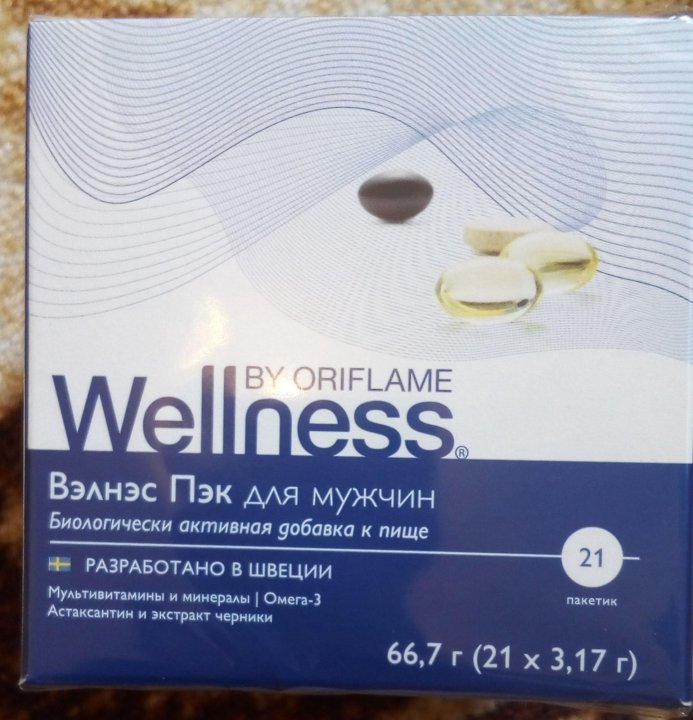 BY ORIFLAME
Wellness®
Вэлнэс Пэк для мужчин
Биологически активная добавка к пище
РАЗРАБОТАНО В ШВЕЦИИ
21
пакетик
Мультивитамины и минералы | Омега-3
Астаксантин и экстракт черники
66,7 г (21 x 3,17 г)